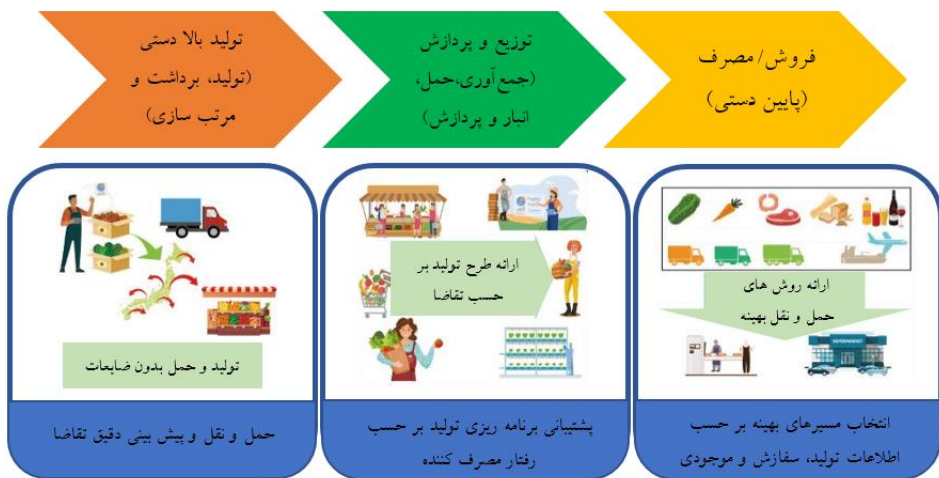 تولید بالا دستی
(تولید، برداشت و
مرتب سازی)
توزیع و پردازش
(جمع‌آوری،حمل،
انبار و پردازش)
فروش/مصرف
(پایین دستی)
تولید و حمل بدون ضایعات
حمل و نقل و پیش بینی دقیق تقاضا
ارائه طرح تولید بر
حسب تقاضا
پشتیبانی برنامه ریزی تولید بر حسب
رفتار مصرف کننده
ارائه روش های
حمل و نقل بهینه
SUPERMARKET
انتخاب مسیرهای بهینه بر حسب
اطلاعات تولید، سفازش و موجودی